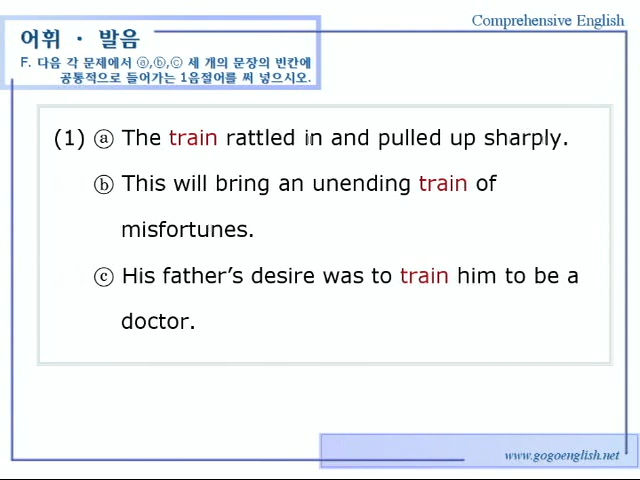 Comprehensive English
어휘 · 발음
F. 다음 각 문제에서 ⓐ,ⓑ,ⓒ 세 개의 문장의 빈칸에
공통적으로 들어가는 1음절어를 써 넣으시오.
(1) ⓐ The train rattled in and pulled up sharply.
ⓑ This will bring an unending train of
misfortunes.
ⓒ His father’s desire was to train him to be a
doctor.
www.gogoenglish.net